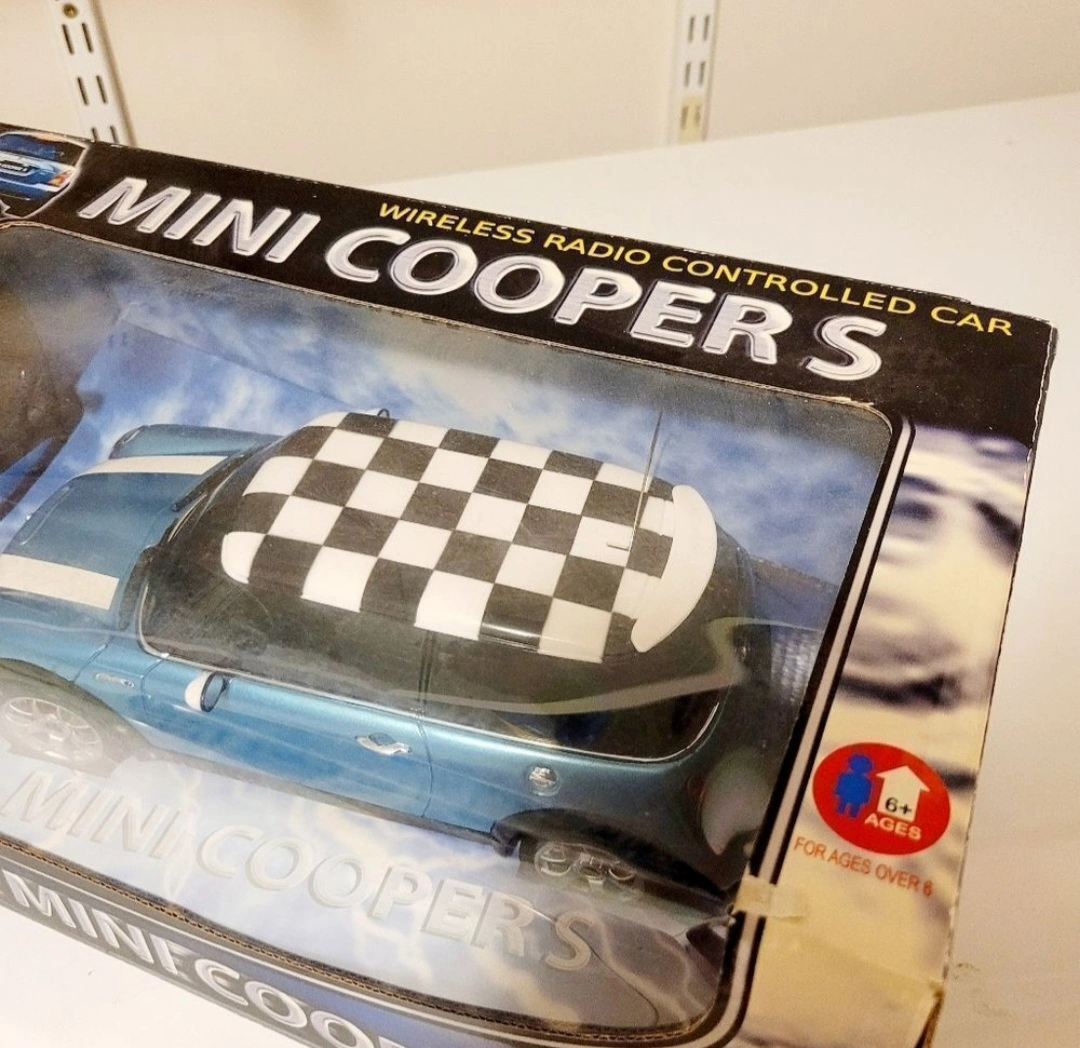 WIRELESS RADIO CONTROLLED CAR
MINI COOPER S
6+
AGES
FOR AGES OVER 6
MINI COOPER S
MINI COO